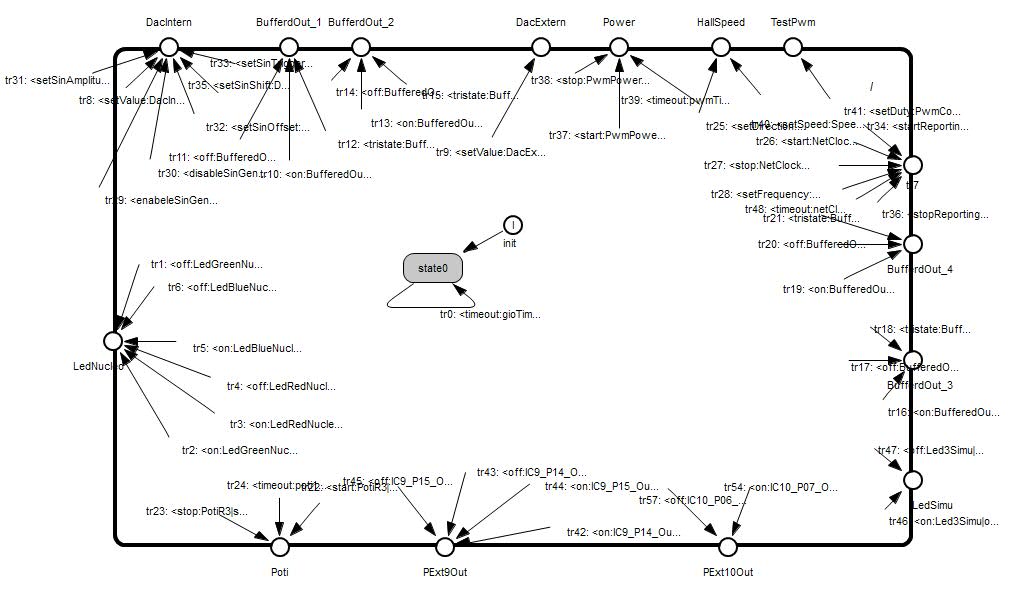 DacIntern
BufferdOut_1
BufferdOut_2
DacExtern
Power
HallSpeed
TestPwm
tr33: <setSinTrigger...
tr31: <setSinAmplitu...
tr35: <setSinShift:D...
tr38: <stop:PwmPower...
tr8: <setValue:DacIn...
tr14: <off:BufferedO...
tr15: <tristate:Buff...
tr39: <timeout:pwmTi...
tr41: <setDuty:PwmCo...
tr32: <setSinOffset:...
tr13: <on:BufferedOu...
tr25: <setDirection:...
tr40: <setSpeed:Spee...
tr34: <startReportin...
tr37: <start:PwmPowe...
tr12: <tristate:Buff...
tr26: <start:NetCloc...
tr9: <setValue:DacEx...
tr11: <off:BufferedO...
tr27: <stop:NetClock...
tr30: <disableSinGen...
tr10: <on:BufferedOu...
tr28: <setFrequency:...
tr29: <enabeleSinGen...
tr48: <timeout:netCl...
tr21: <tristate:Buff...
tr36: <stopReporting...
I
init
tr20: <off:BufferedO...
tr1: <off:LedGreenNu...
state0
BufferdOut_4
tr6: <off:LedBlueNuc...
tr19: <on:BufferedOu...
tr0: <timeout:gioTim...
tr18: <tristate:Buff...
tr5: <on:LedBlueNucl...
LedNucleo
tr17: <off:BufferedO...
tr4: <off:LedRedNucl...
BufferdOut_3
tr3: <on:LedRedNucle...
tr16: <on:BufferedOu...
tr2: <on:LedGreenNuc...
tr47: <off:Led3Simu|...
tr43: <off:IC9_P14_O...
tr24: <timeout:poti...
tr22: <start:PotiR3|...
tr45: <off:IC9_P15_O...
tr44: <on:IC9_P15_Ou...
tr54: <on:IC10_P07_O...
tr57: <off:IC10_P06_...
LedSimu
tr23: <stop:PotiR3|s...
tr46: <on:Led3Simu|o...
tr42: <on:IC9_P14_Ou...
Poti
PExt9Out
PExt10Out